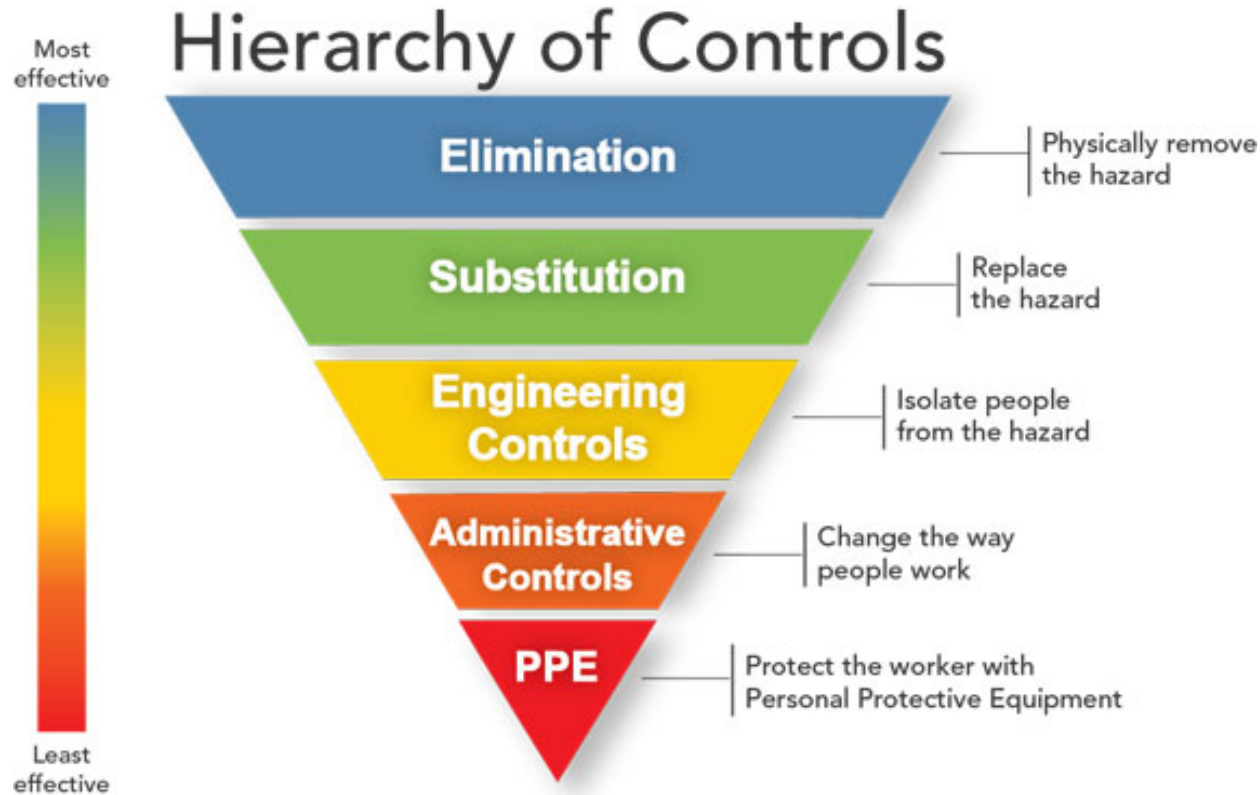 Hierarchy of Controls
Most
effective
Elimination
Physically remove
the hazard
Substitution
Replace
the hazard
Engineering
Controls
Isolate people
from the hazard
Administrative
Controls
Change the way
people work
PPE
Protect the worker with
Personal Protective Equipment
Least
effective